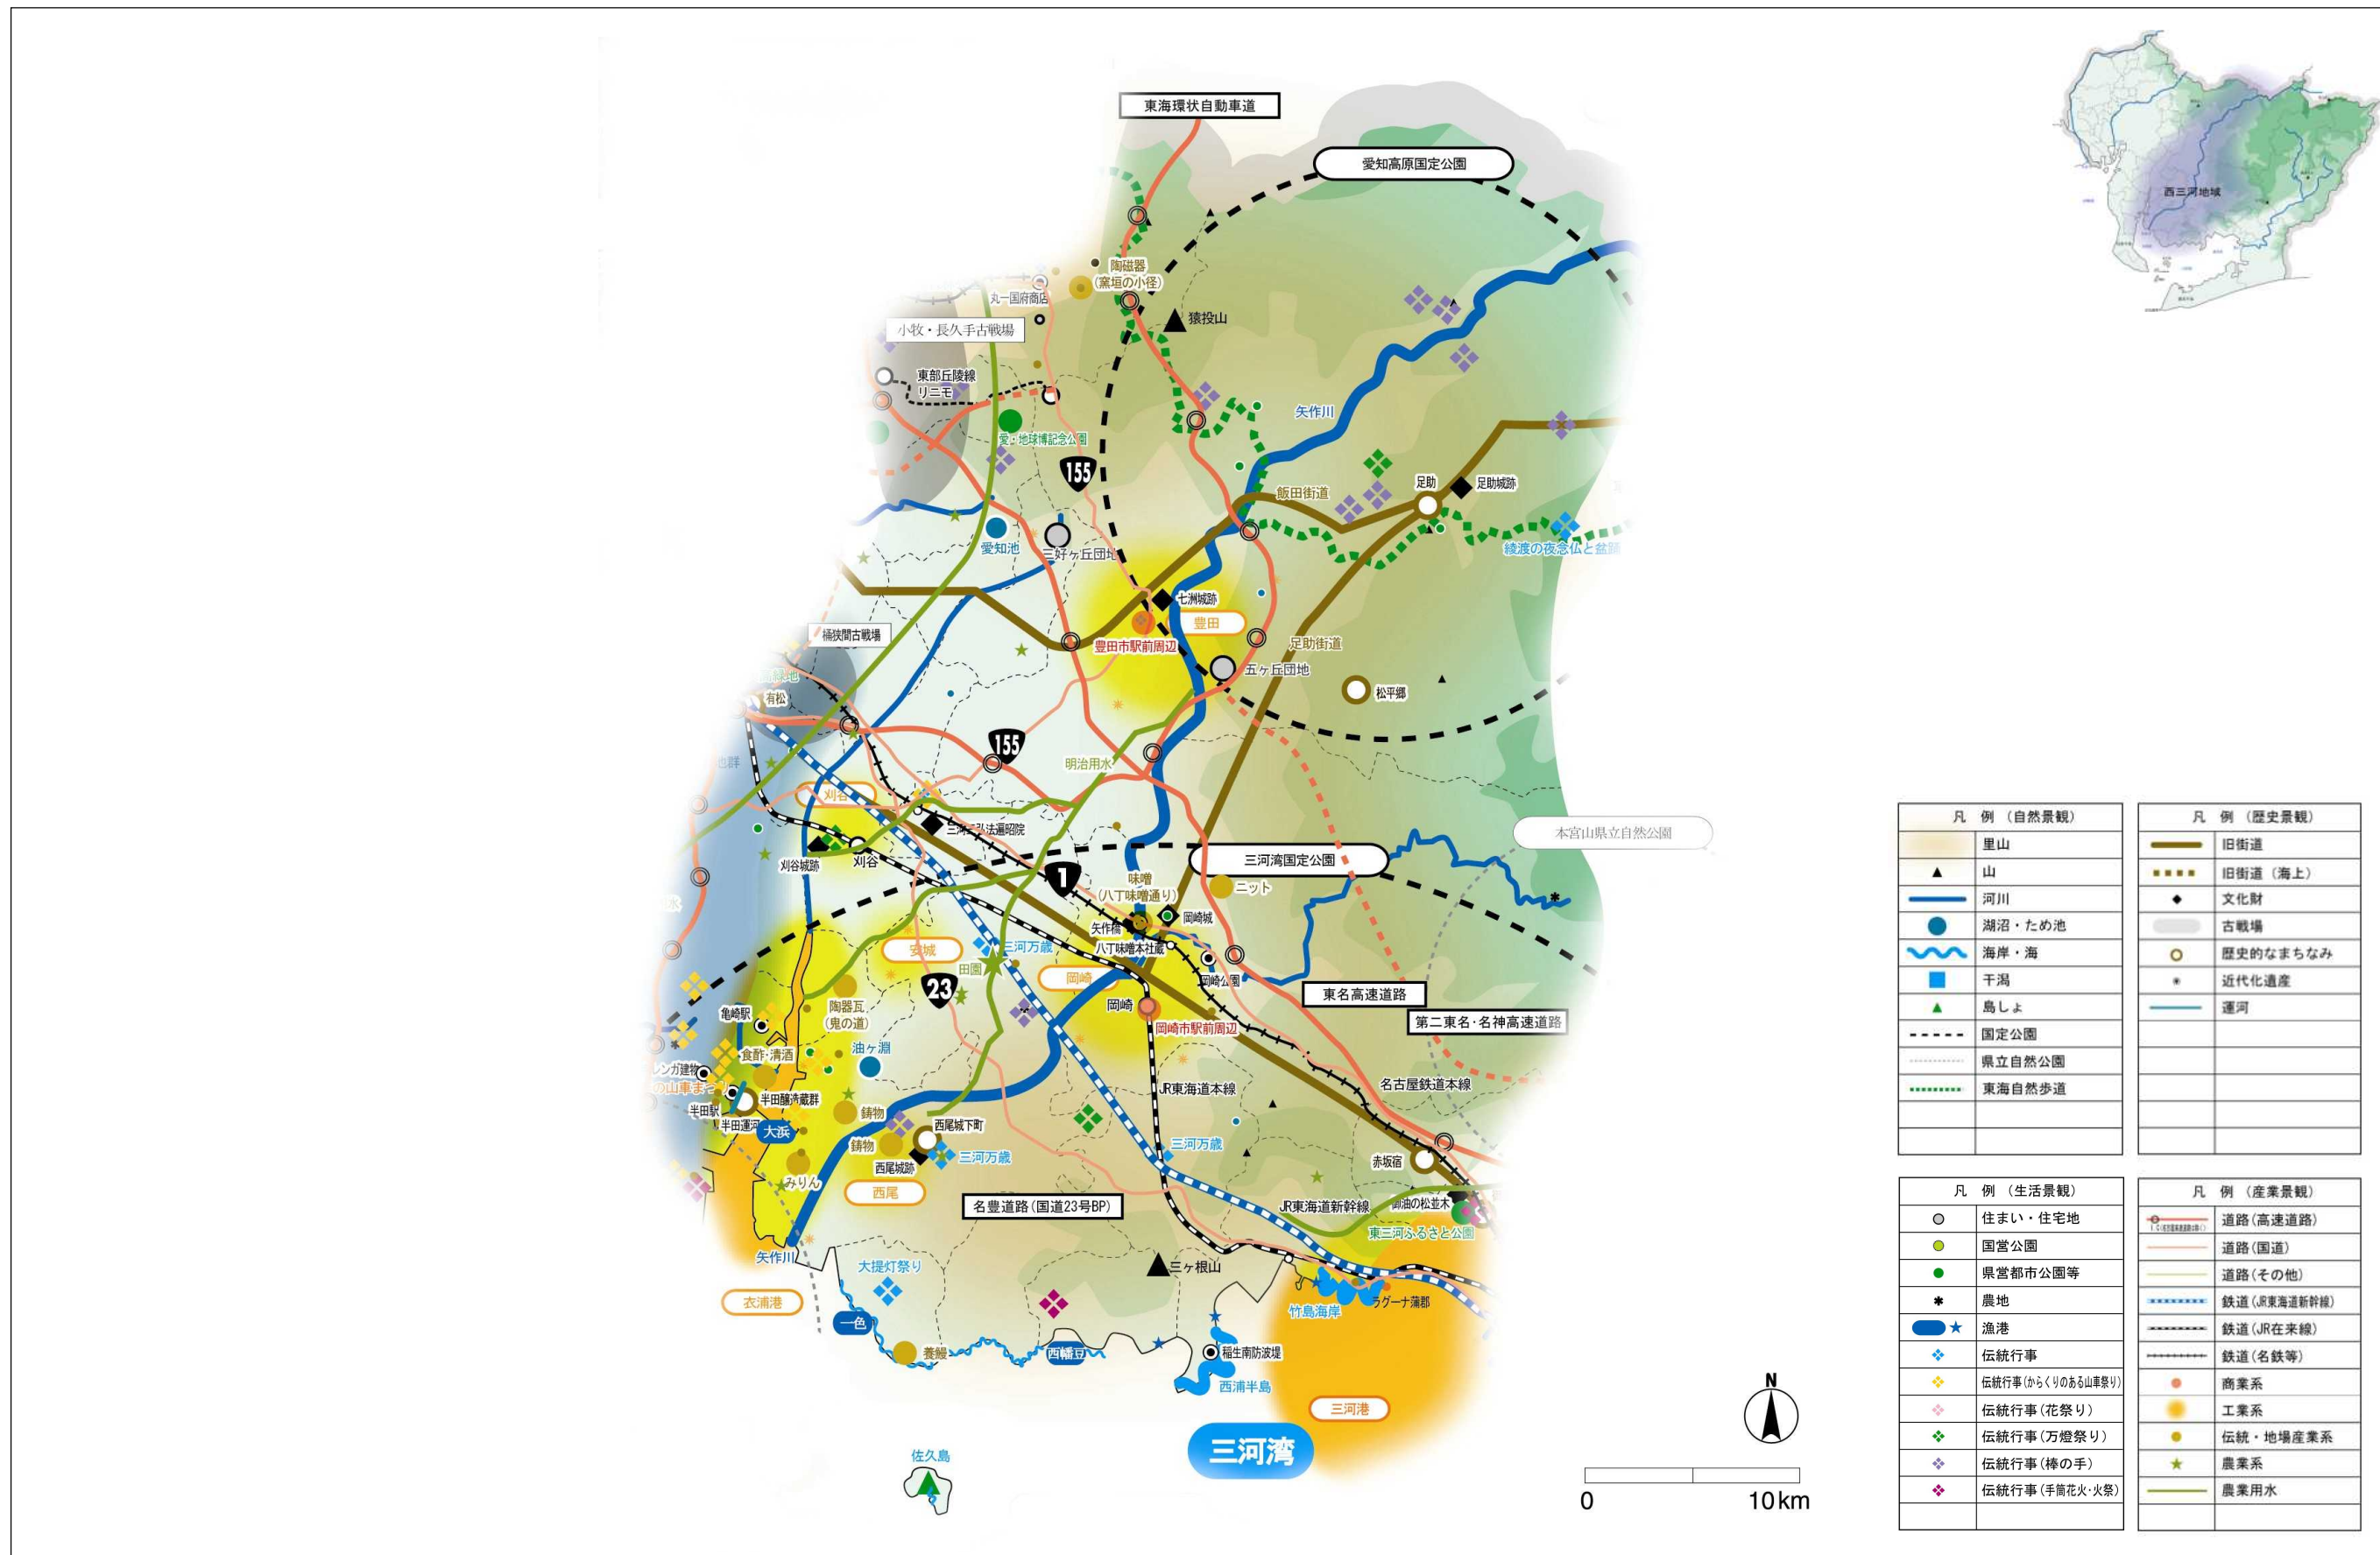 東海環状自動車道
愛知高原国定公園
西三河地域
陶磁器
(窯垣の小径)
丸一国府商店
小牧・長久手古戦場
猿投山
東部丘陵線
リニモ
矢作川
愛・地球博記念公園
155
飯田街道
足助
足助城跡
愛知池
三好ヶ丘団地
綾渡の夜念仏と盆踊
七洲城跡
豊田
豊田市駅前周辺
桶狭間古戦場
足助街道
五ヶ丘団地
松平郷
緑地
有松
155
明治用水
地群
刈谷
三河三弘法遍昭院
本宮山県立自然公園
刈谷城跡
刈谷
三河湾国定公園
1
味噌
(八丁味噌通り)
ニット
水
矢作橋
岡崎城
八丁味噌本社蔵
安城
三河万歳
田園
岡崎
岡崎公園
23
東名高速道路
陶器瓦
(鬼の道)
岡崎
亀崎駅
岡崎市駅前周辺
第二東名・名神高速道路
食酢・清酒
油ヶ淵
レンガ建物
の山車まつり
JR東海道本線
名古屋鉄道本線
半田醸造蔵群
半田駅
半田運河
大浜
鋳物
西尾城下町
鋳物
三河万歳
三河万歳
西尾城跡
赤坂宿
みりん
西尾
名豊道路(国道23号BP)
JR東海道新幹線
御油の松並木
東三河ふるさと公園
矢作川
大提灯祭り
三ヶ根山
衣浦港
一色
竹島海岸
ラグーナ蒲郡
養鰻
西幡豆
稲生南防波堤
西浦半島
三河港
三河湾
佐久島
N
0
10km
凡 例 (自然景観)
里山
山
河川
湖沼・ため池
海岸・海
干潟
島しょ
国定公園
県立自然公園
東海自然歩道
凡 例 (歴史景観)
旧街道
旧街道 (海上)
文化財
古戦場
歴史的なまちなみ
近代化遺産
運河
凡 例 (生活景観)
住まい・住宅地
国営公園
県営都市公園等
農地
漁港
伝統行事
伝統行事(からくりのある山車祭り)
伝統行事(花祭り)
伝統行事(万燈祭り)
伝統行事(棒の手)
伝統行事(手筒花火・火祭)
凡 例 (産業景観)
道路(高速道路)
道路(国道)
道路(その他)
鉄道(JR東海道新幹線)
鉄道(JR在来線)
鉄道(名鉄等)
商業系
工業系
伝統・地場産業系
農業系
農業用水